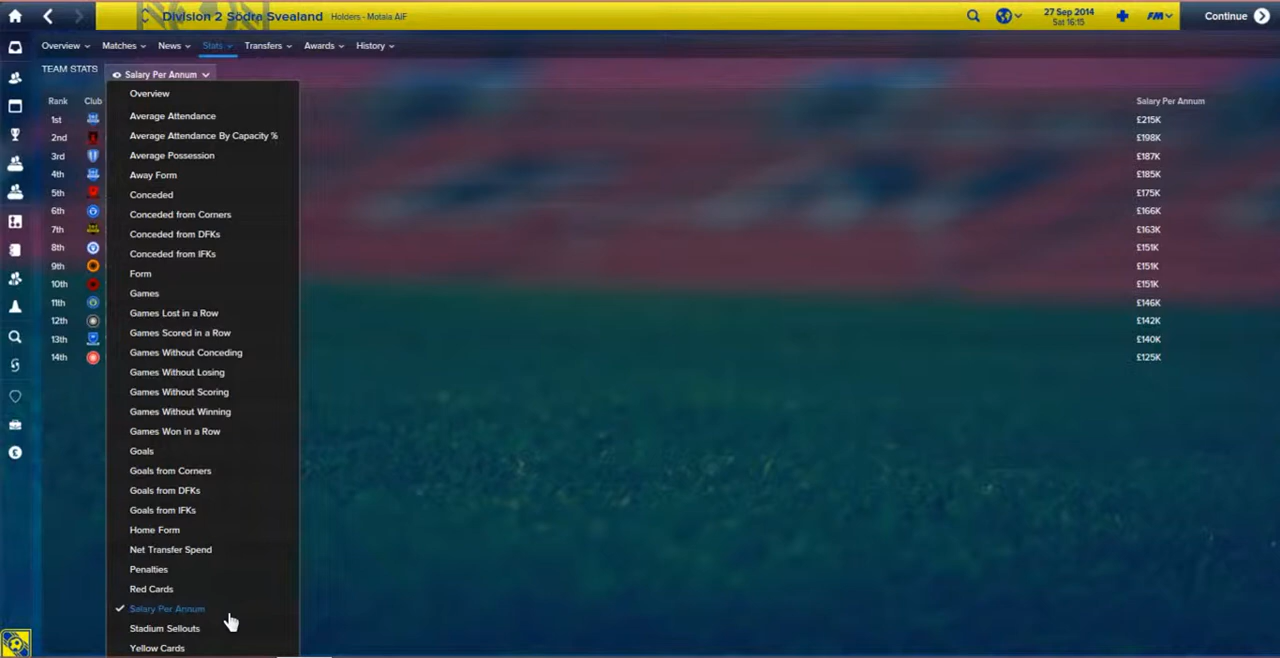 Division 2 Södra Svealand Holders - Motala AIF
27 Sep 2014
Sat 16:15
FM
Continue
Overview Matches News Stats Transfers Awards History
TEAM STATS Salary Per Annum
Rank Club Salary Per Annum
1st £215K
2nd £198K
3rd £187K
4th £185K
5th £175K
6th £166K
7th £163K
8th £151K
9th £151K
10th £151K
11th £146K
12th £142K
13th £140K
14th £125K
Overview
Average Attendance
Average Attendance By Capacity %
Average Possession
Away Form
Conceded
Conceded from Corners
Conceded from DFKs
Conceded from IFKs
Form
Games
Games Lost in a Row
Games Scored in a Row
Games Without Conceding
Games Without Losing
Games Without Scoring
Games Without Winning
Games Won in a Row
Goals
Goals from Corners
Goals from DFKs
Goals from IFKs
Home Form
Net Transfer Spend
Penalties
Red Cards
Salary Per Annum
Stadium Sellouts
Yellow Cards